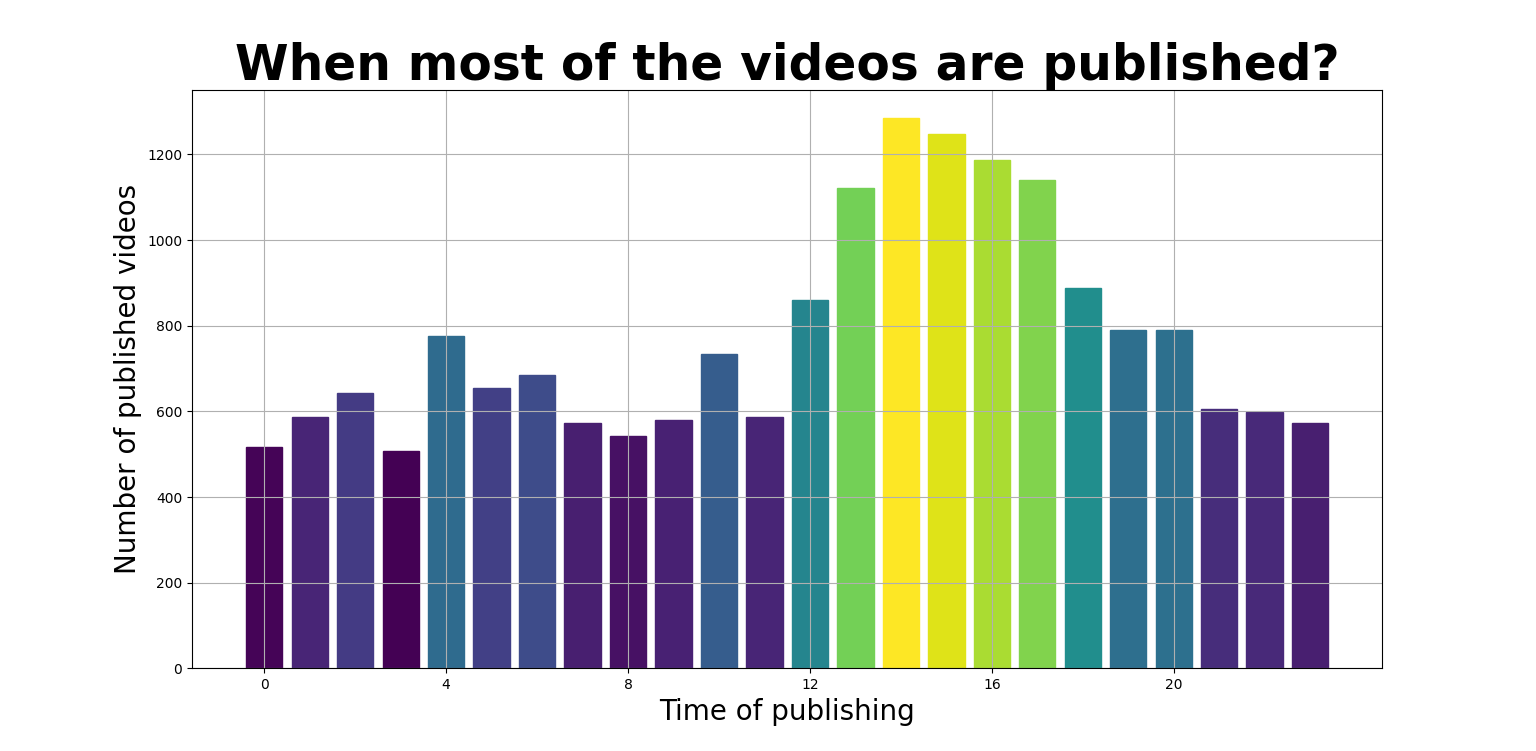 When most of the videos are published?
Number of published videos
1200
1000
800
600
400
200
0
0 4 8 12 16 20
Time of publishing